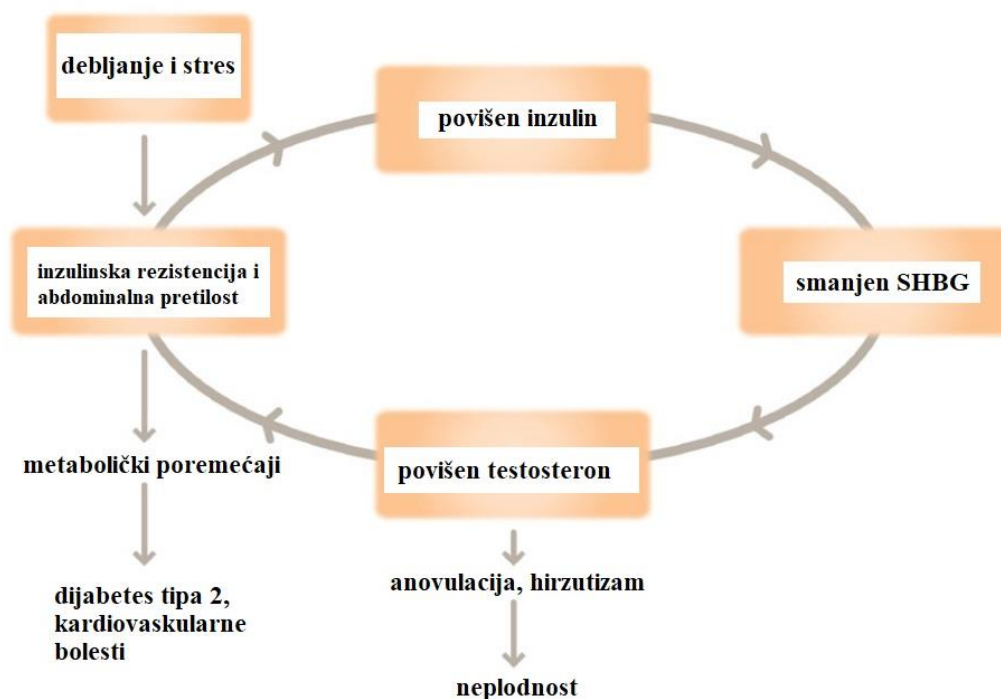 debljanje i stres
povišen inzulin
inzulinska rezistencija i
abdominalna pretilost
smanjen SHBG
metabolički poremećaji
povišen testosteron
dijabetes tipa 2,
kardiovaskularne
bolesti
anovulacija, hirzutizam
neplodnost